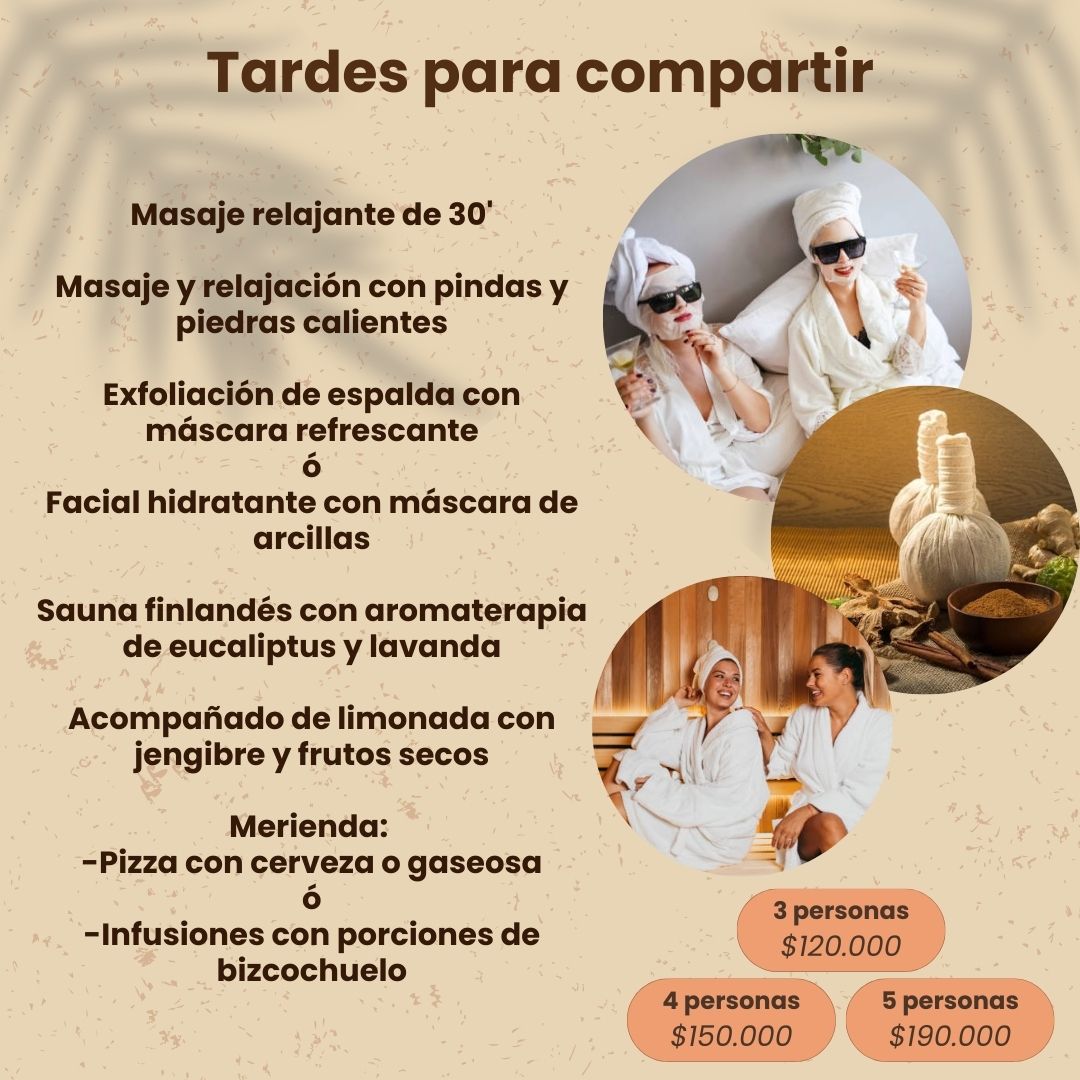 Tardes para compartir
Masaje relajante de 30'
Masaje y relajación con pindas y
piedras calientes
Exfoliación de espalda con
máscara refrescante
ó
Facial hidratante con máscara de
arcillas
Sauna finlandés con aromaterapia
de eucaliptus y lavanda
Acompañado de limonada con
jengibre y frutos secos
Merienda:
-Pizza con cerveza o gaseosa
ó
-Infusiones con porciones de
bizcochuelo
3 personas
$120.000
4 personas
$150.000
5 personas
$190.000